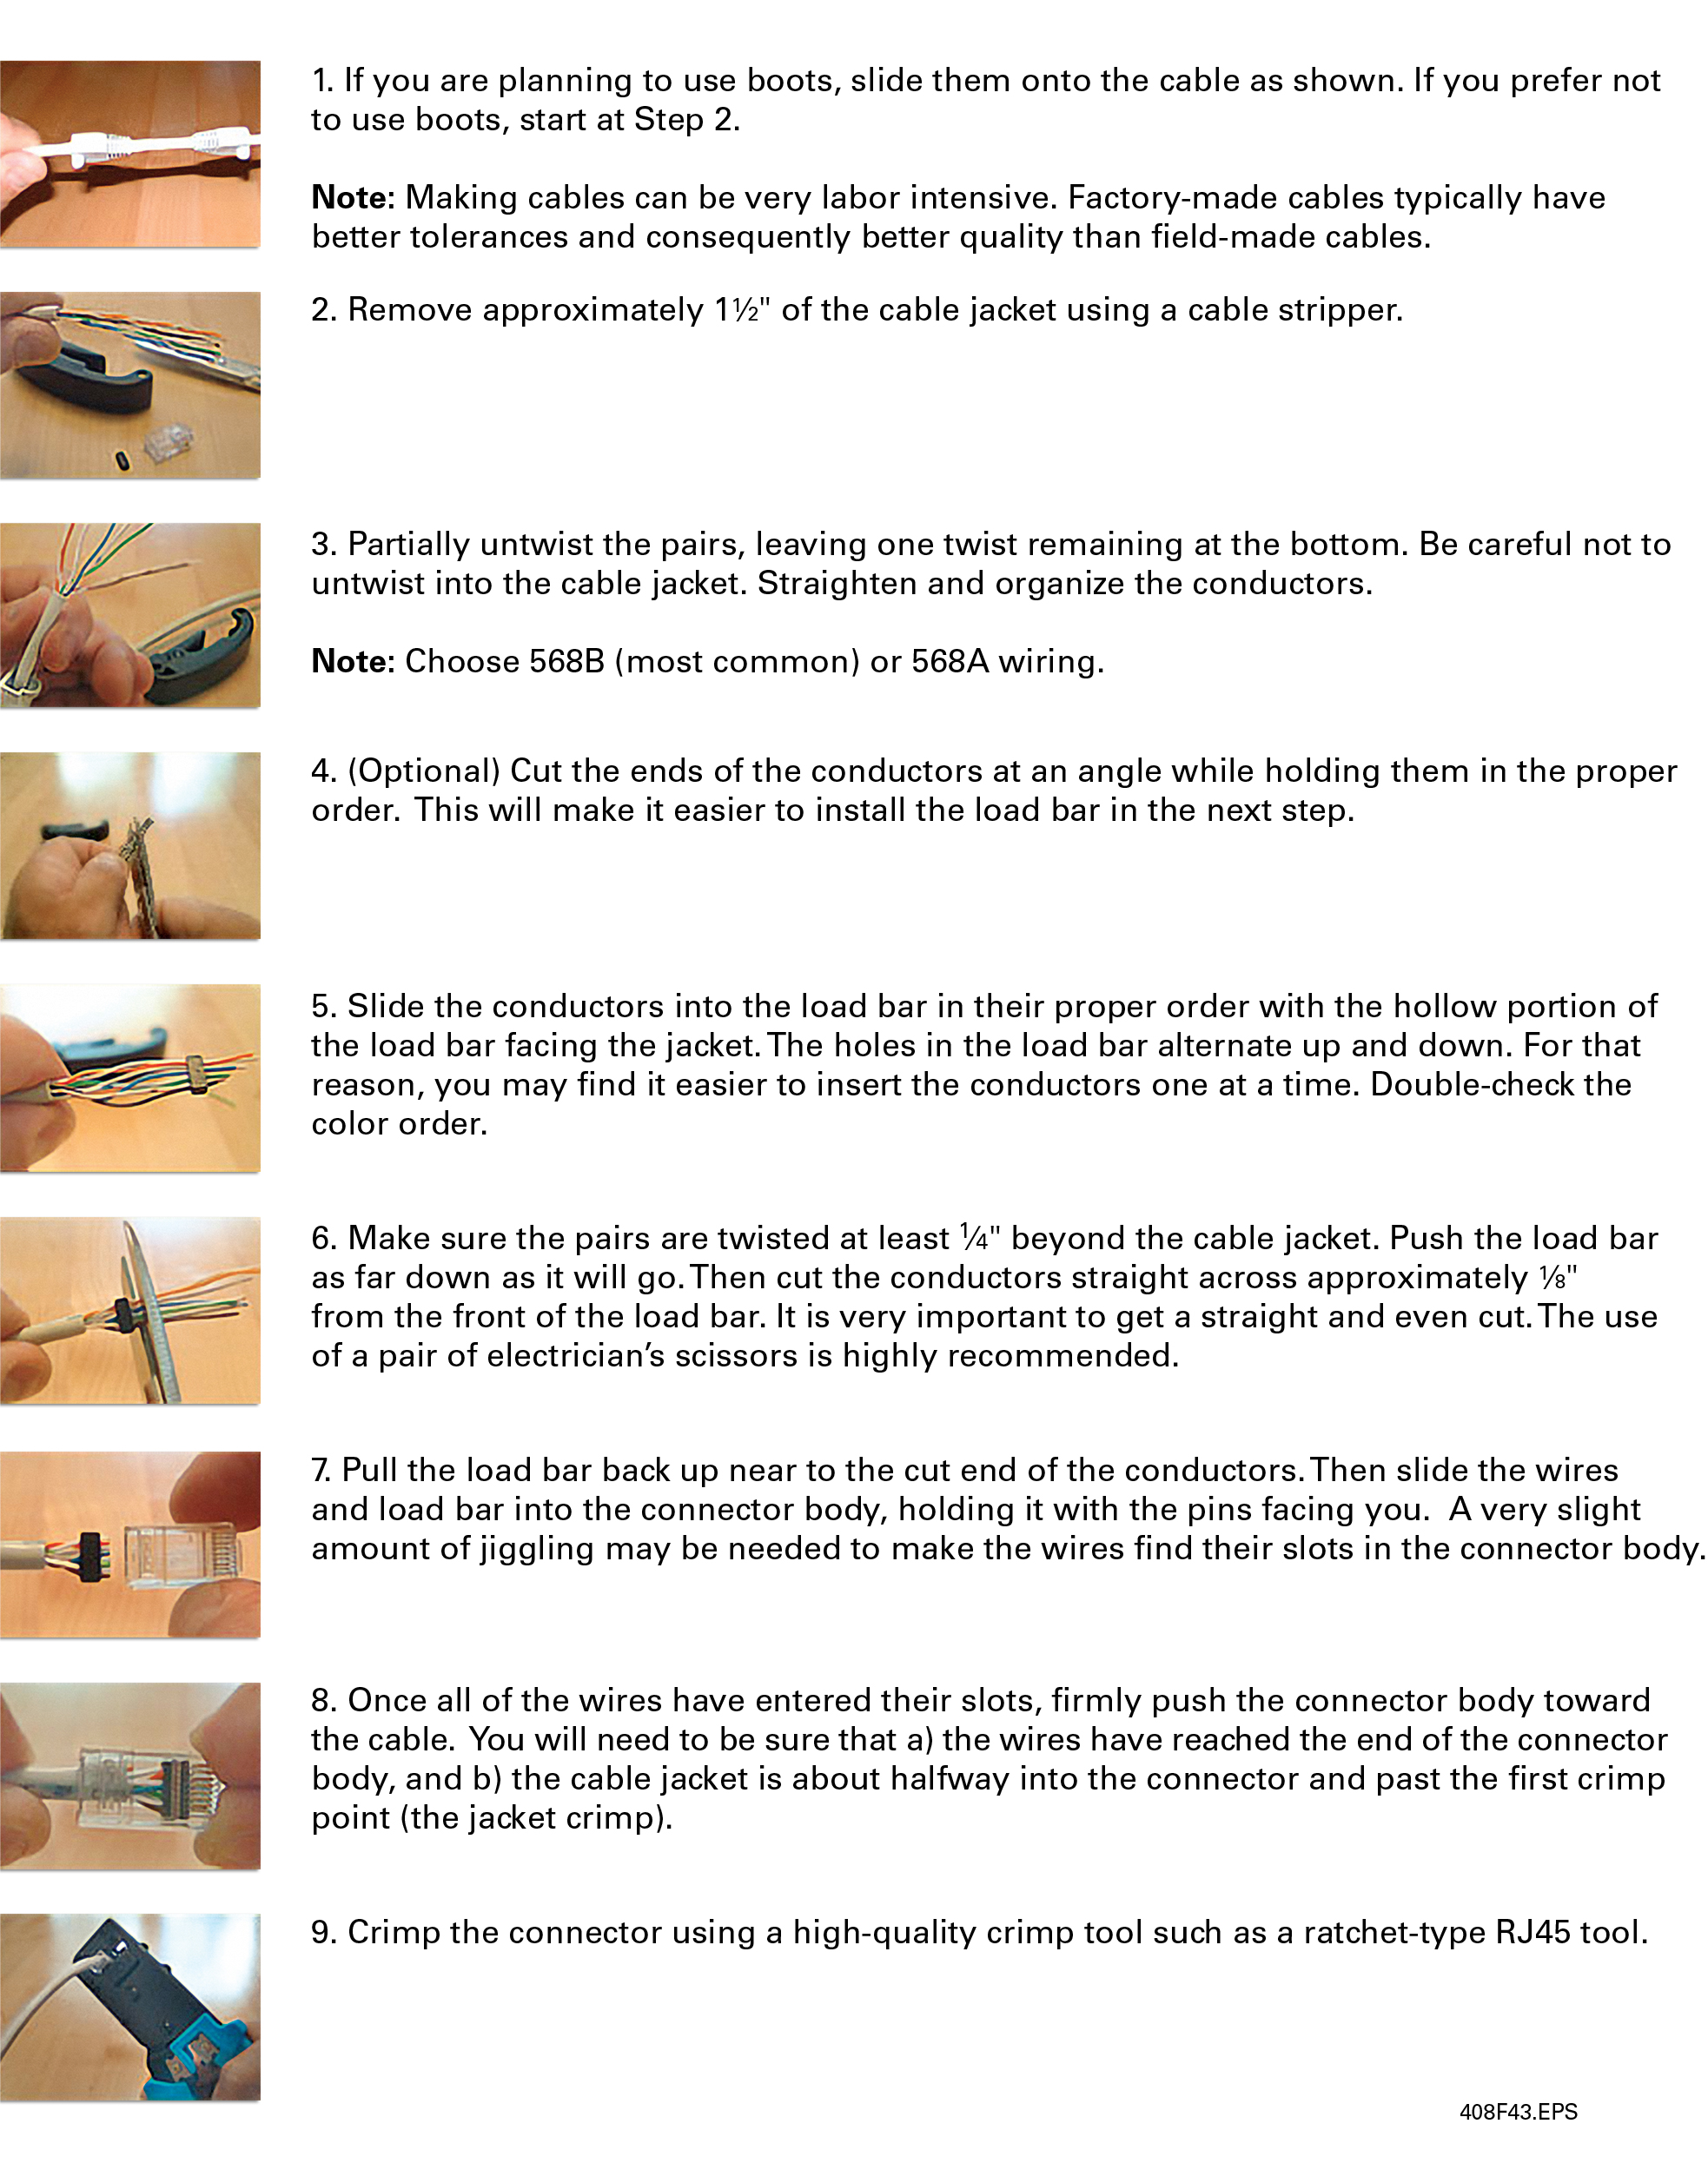 1. If you are planning to use boots, slide them onto the cable as shown. If you prefer not
to use boots, start at Step 2.
Note: Making cables can be very labor intensive. Factory-made cables typically have
better tolerances and consequently better quality than field-made cables.
2. Remove approximately 1½" of the cable jacket using a cable stripper.
3. Partially untwist the pairs, leaving one twist remaining at the bottom. Be careful not to
untwist into the cable jacket. Straighten and organize the conductors.
Note: Choose 568B (most common) or 568A wiring.
4. (Optional) Cut the ends of the conductors at an angle while holding them in the proper
order. This will make it easier to install the load bar in the next step.
5. Slide the conductors into the load bar in their proper order with the hollow portion of
the load bar facing the jacket. The holes in the load bar alternate up and down. For that
reason, you may find it easier to insert the conductors one at a time. Double-check the
color order.
6. Make sure the pairs are twisted at least ¼" beyond the cable jacket. Push the load bar
as far down as it will go. Then cut the conductors straight across approximately ⅛"
from the front of the load bar. It is very important to get a straight and even cut. The use
of a pair of electrician’s scissors is highly recommended.
7. Pull the load bar back up near to the cut end of the conductors. Then slide the wires
and load bar into the connector body, holding it with the pins facing you. A very slight
amount of jiggling may be needed to make the wires find their slots in the connector body.
8. Once all of the wires have entered their slots, firmly push the connector body toward
the cable. You will need to be sure that a) the wires have reached the end of the connector
body, and b) the cable jacket is about halfway into the connector and past the first crimp
point (the jacket crimp).
9. Crimp the connector using a high-quality crimp tool such as a ratchet-type RJ45 tool.
408F43.EPS